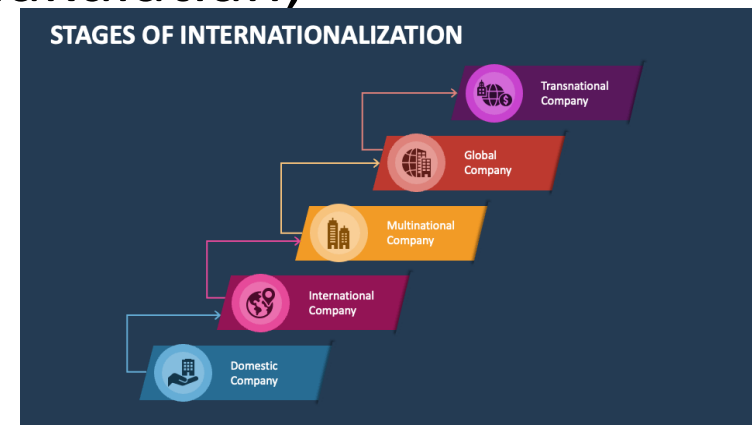 STAGES OF INTERNATIONALIZATION
Transnational
Company
Global
Company
Multinational
Company
International
Company
Domestic
Company